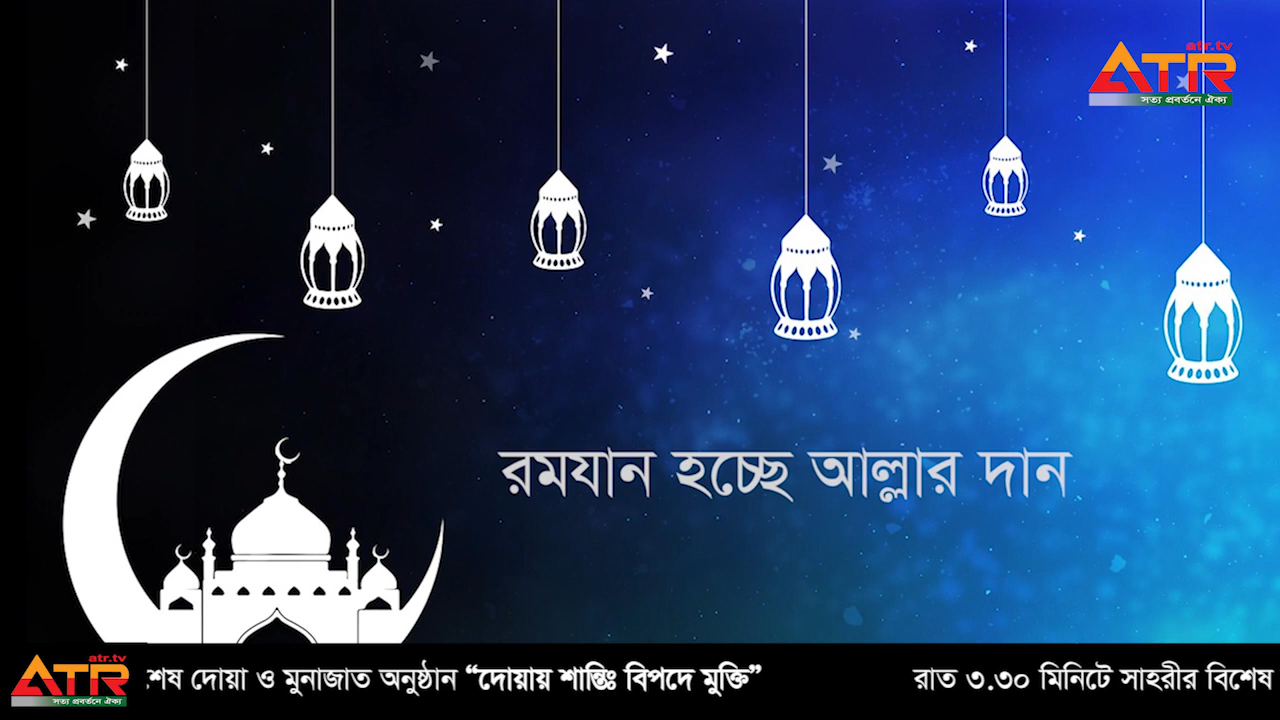 atr.tv
ATR
সত্য প্রবর্তনে ঐক্য
রমযান হচ্ছে আল্লার দান
atr.tv
ATR
সত্য প্রবর্তনে ঐক্য
দোয়া ও মুনাজাত অনুষ্ঠান “দোয়ায় শান্তিঃ বিপদে মুক্তি” রাত ৩.৩০ মিনিটে সাহরীর বিশেষ